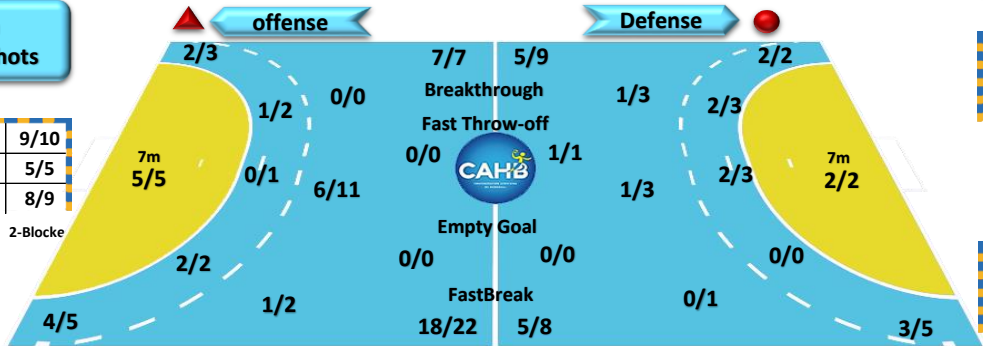 offense
Defense
hots
2/3
7/7
5/9
2/2
Breakthrough
0/0
1/2
1/3
2/3
Fast Throw-off
9/10
5/5
8/9
2-Blocke
0/0
1/1
CAHB
7m
5/5
0/1
6/11
1/3
2/3
7m
2/2
Empty Goal
2/2
0/0
0/0
0/0
1/2
FastBreak
0/1
4/5
18/22
5/8
3/5